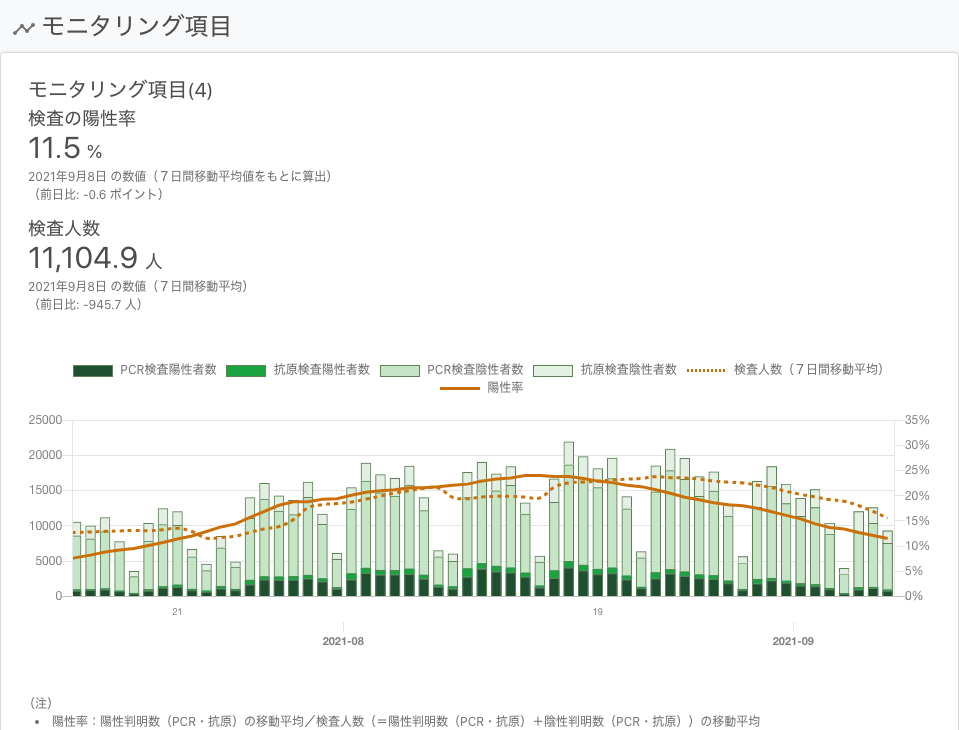 モニタリング項目
モニタリング項目(4)
検査の陽性率
11.5 %
2021年9月8日 の数値（７日間移動平均値をもとに算出）
（前日比: -0.6 ポイント）
検査人数
11,104.9 人
2021年9月8日 の数値（７日間移動平均）
（前日比: -945.7 人）
PCR検査陽性者数 抗原検査陽性者数 PCR検査陰性者数 抗原検査陰性者数 検査人数（７日間移動平均）
陽性率
25000 35%
30%
20000
25%
15000 20%
15%
10000
10%
5000
5%
0 0%
21 19
2021-08 2021-09
（注）
• 陽性率：陽性判明数（PCR・抗原）の移動平均／検査人数（＝陽性判明数（PCR・抗原）＋陰性判明数（PCR・抗原））の移動平均